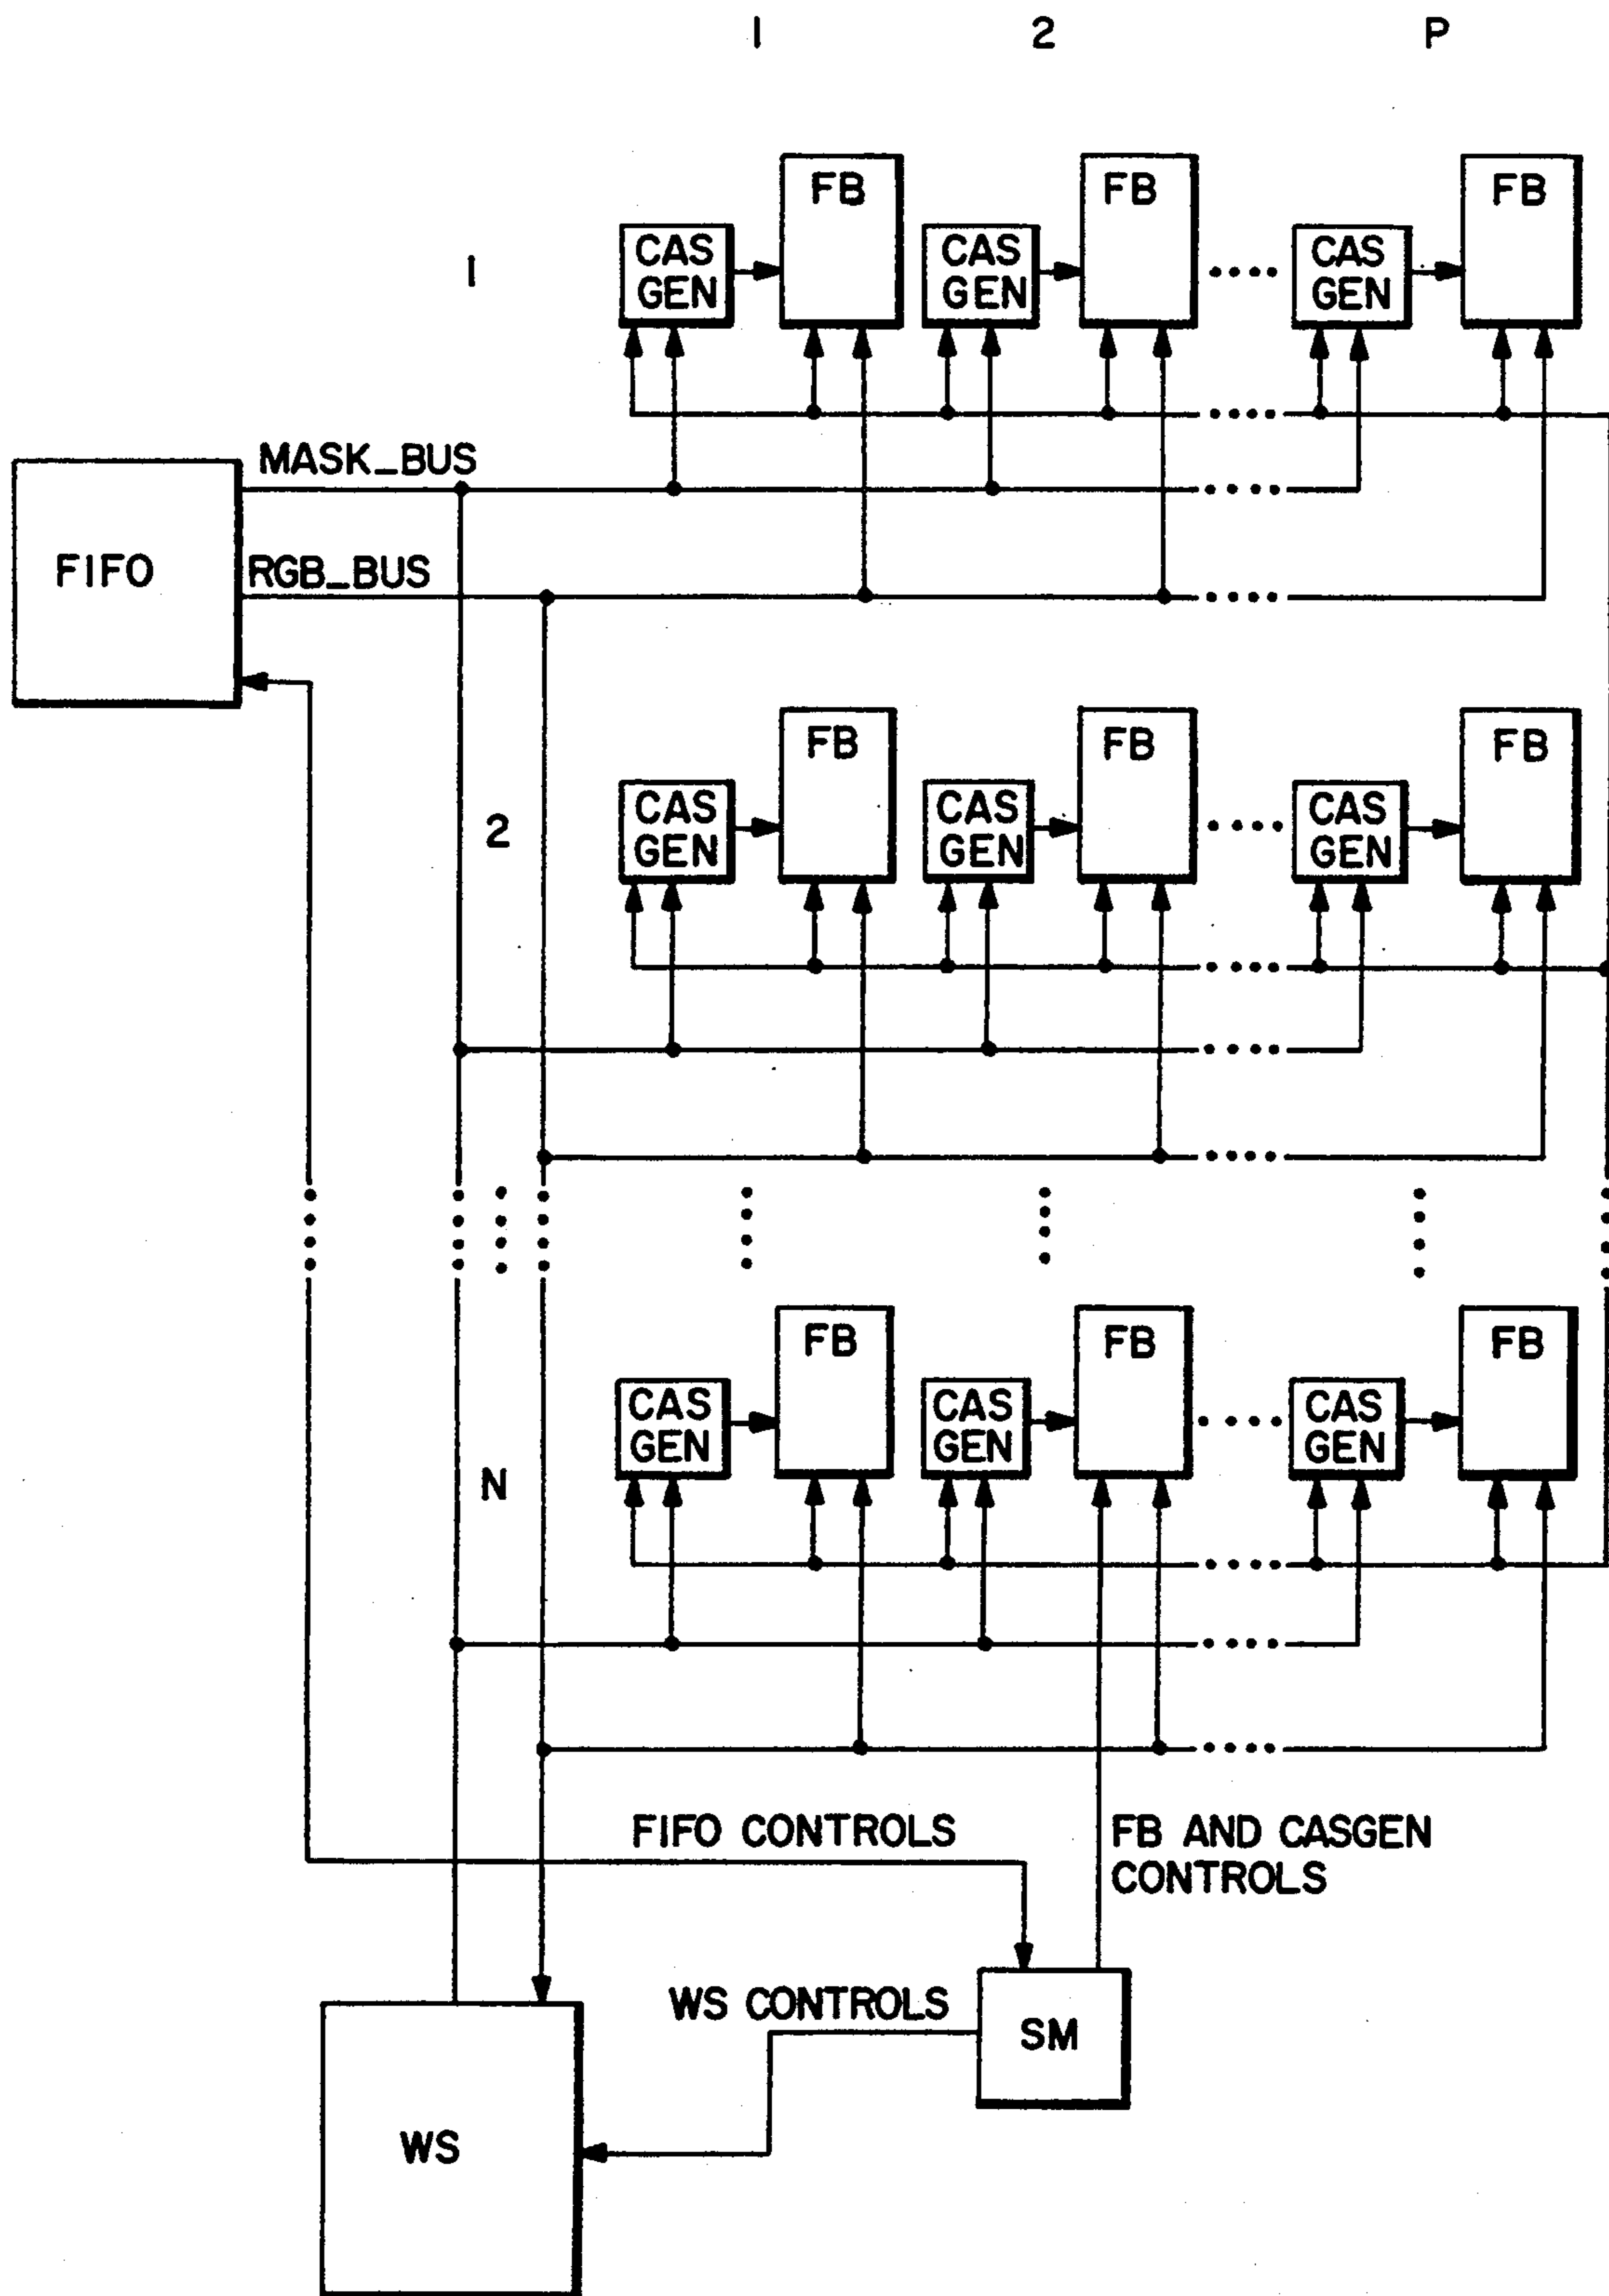 1 2 P
FB FB FB
1
CAS
GEN
CAS
GEN
CAS
GEN
MASK_BUS
FIFO
RGB_BUS
FB FB FB
2
CAS
GEN
CAS
GEN
CAS
GEN
FB FB FB
N
CAS
GEN
CAS
GEN
CAS
GEN
FIFO CONTROLS
FB AND CASGEN
CONTROLS
WS CONTROLS
SM
WS